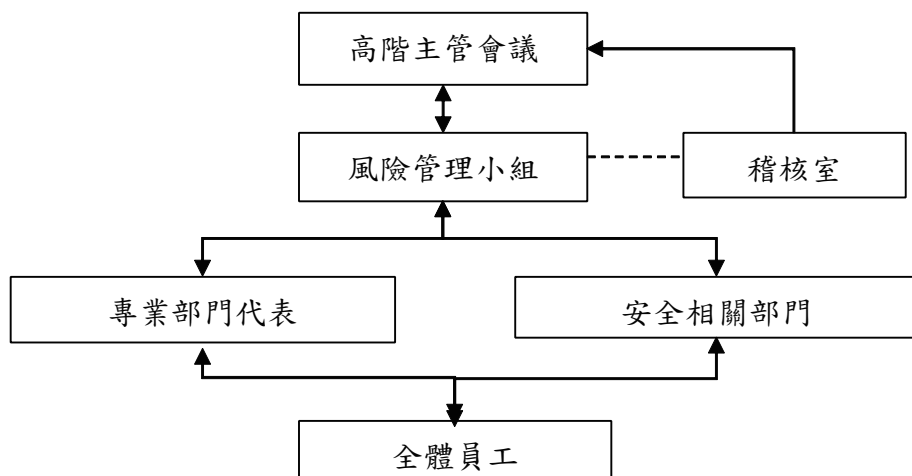 高階主管會議
風險管理小組
稽核室
專業部門代表
安全相關部門
全體員工